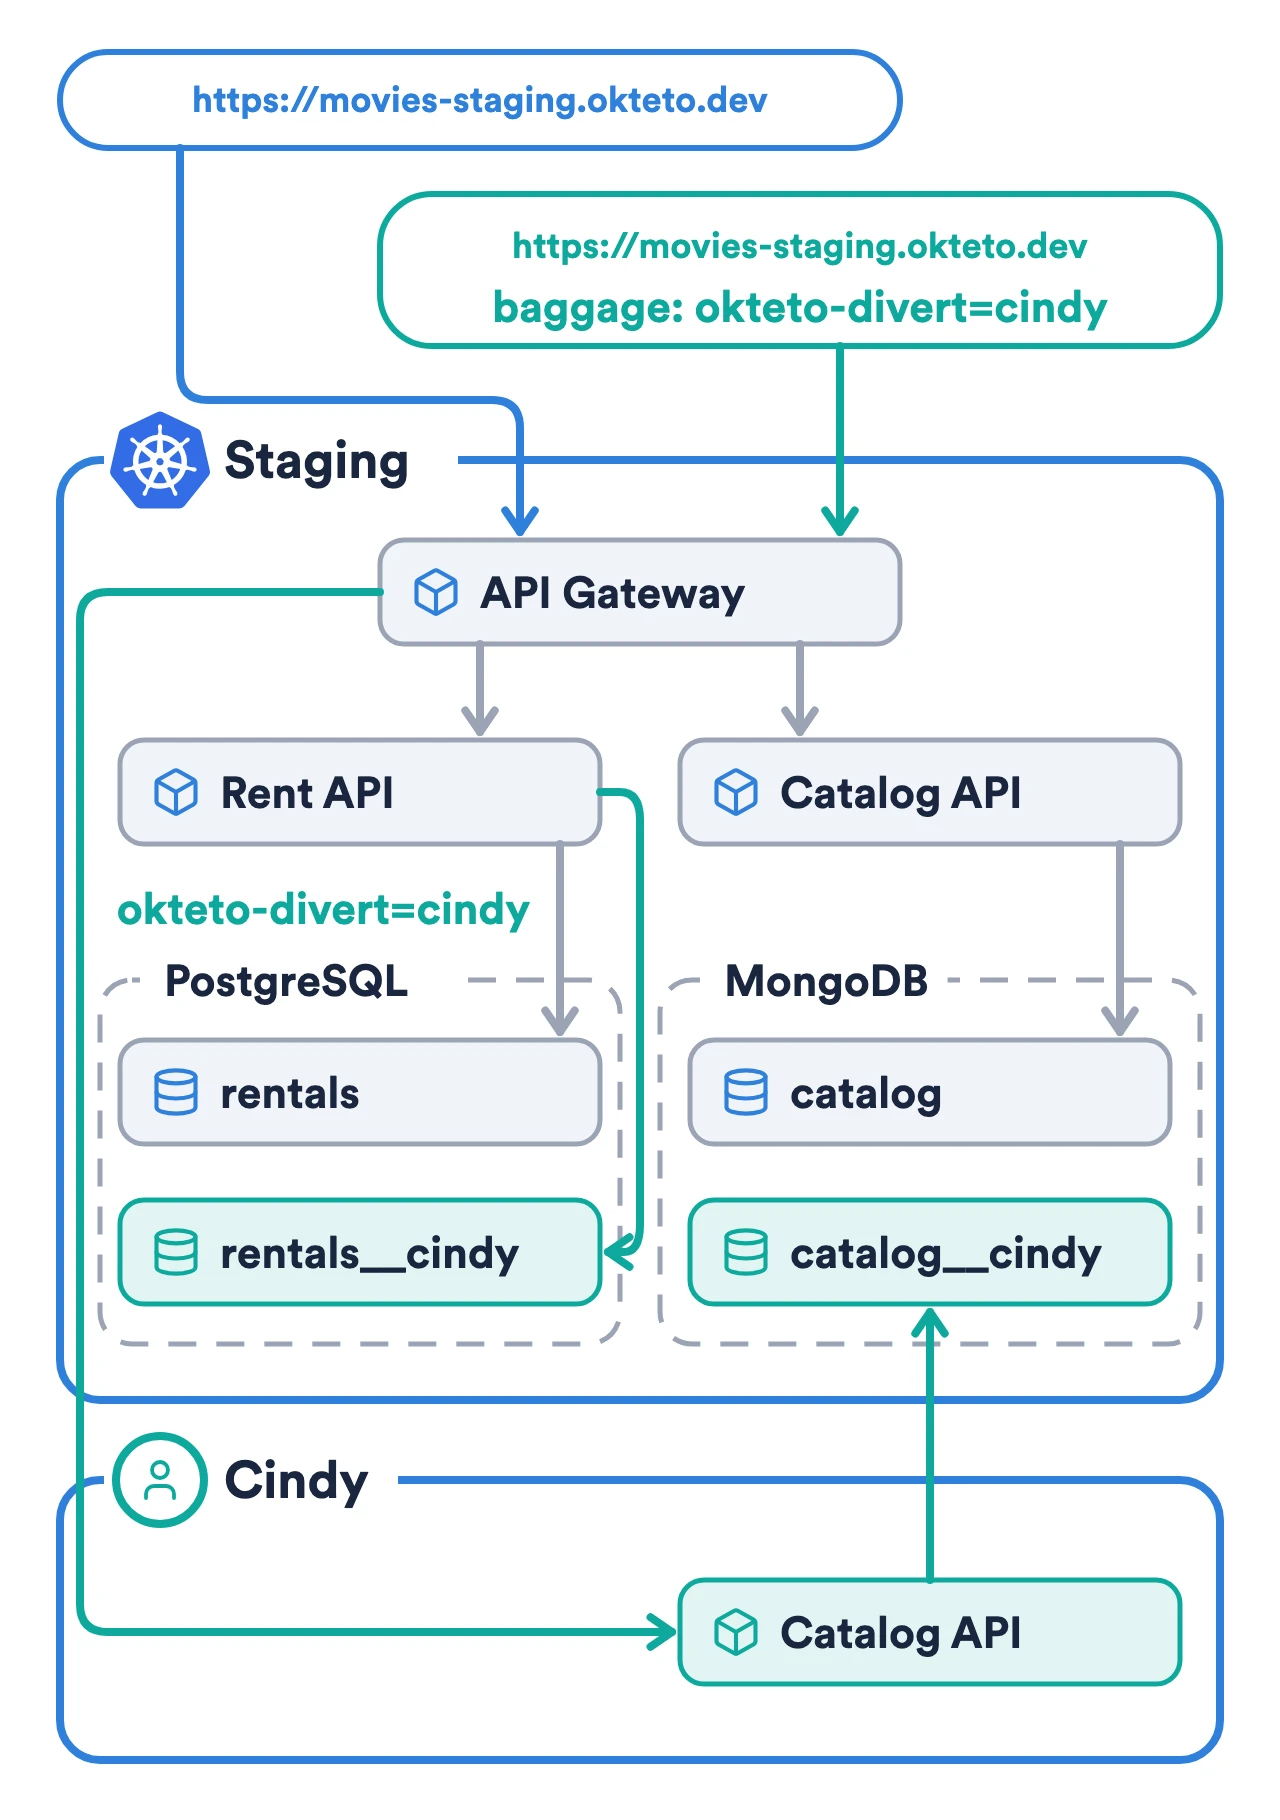 https://movies-staging.okteto.dev
https://movies-staging.okteto.dev
baggage: okteto-divert=cindy
Staging
API Gateway
Rent API
Catalog API
okteto-divert=cindy
PostgreSQL
MongoDB
rentals
catalog
rentals__cindy
catalog__cindy
Cindy
Catalog API